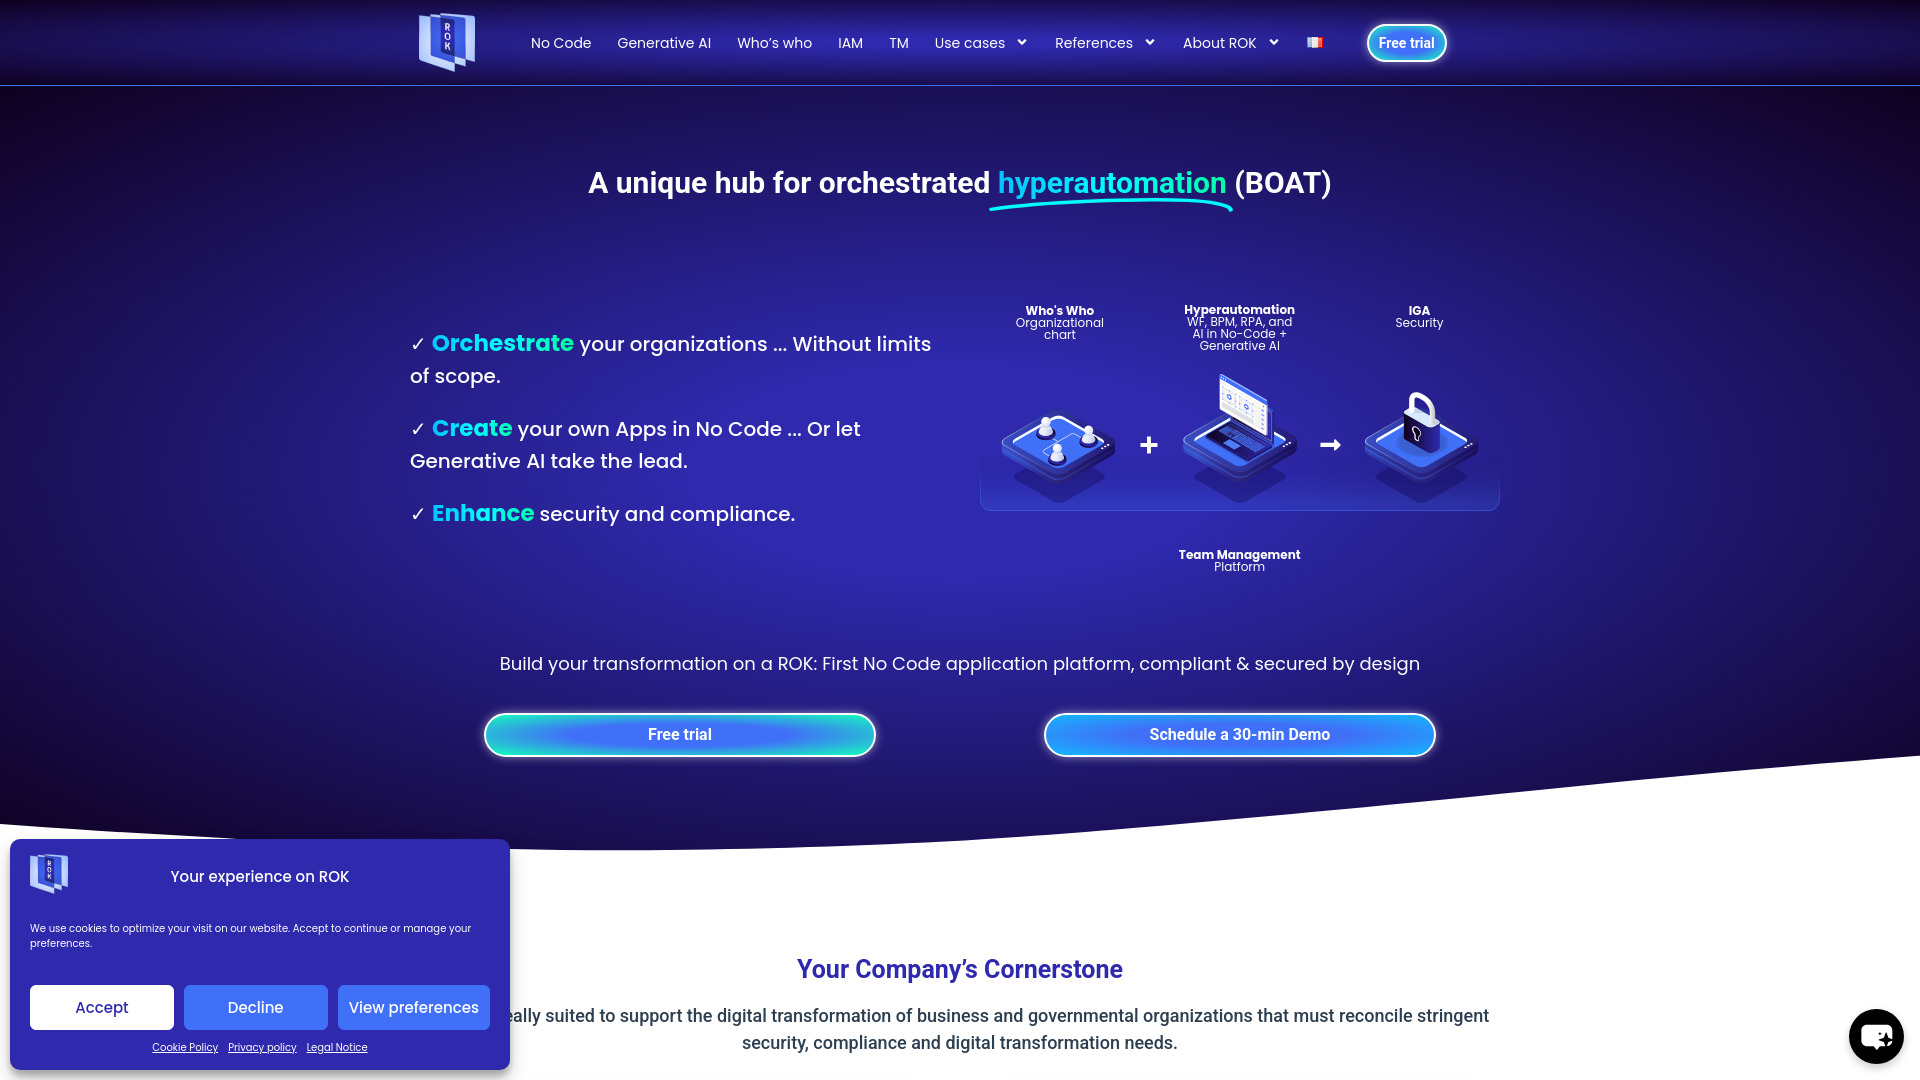 ROK
No Code
Generative AI
Who’s who
IAM
TM
Use cases
References
About ROK
Free trial
A unique hub for orchestrated hyperautomation (BOAT)
✓ Orchestrate your organizations ... Without limits
of scope.
✓ Create your own Apps in No Code ... Or let
Generative AI take the lead.
✓ Enhance security and compliance.
Who's Who
Organizational
chart
Hyperautomation
WF, BPM, RPA, and
AI in No-Code +
Generative AI
IGA
Security
Team Management
Platform
Build your transformation on a ROK: First No Code application platform, compliant & secured by design
Free trial
Schedule a 30-min Demo
ROK
Your experience on ROK
We use cookies to optimize your visit on our website. Accept to continue or manage your
preferences.
Accept
Decline
View preferences
Cookie Policy
Privacy policy
Legal Notice
Your Company’s Cornerstone
suited to support the digital transformation of business and governmental organizations that must reconcile stringent
security, compliance and digital transformation needs.